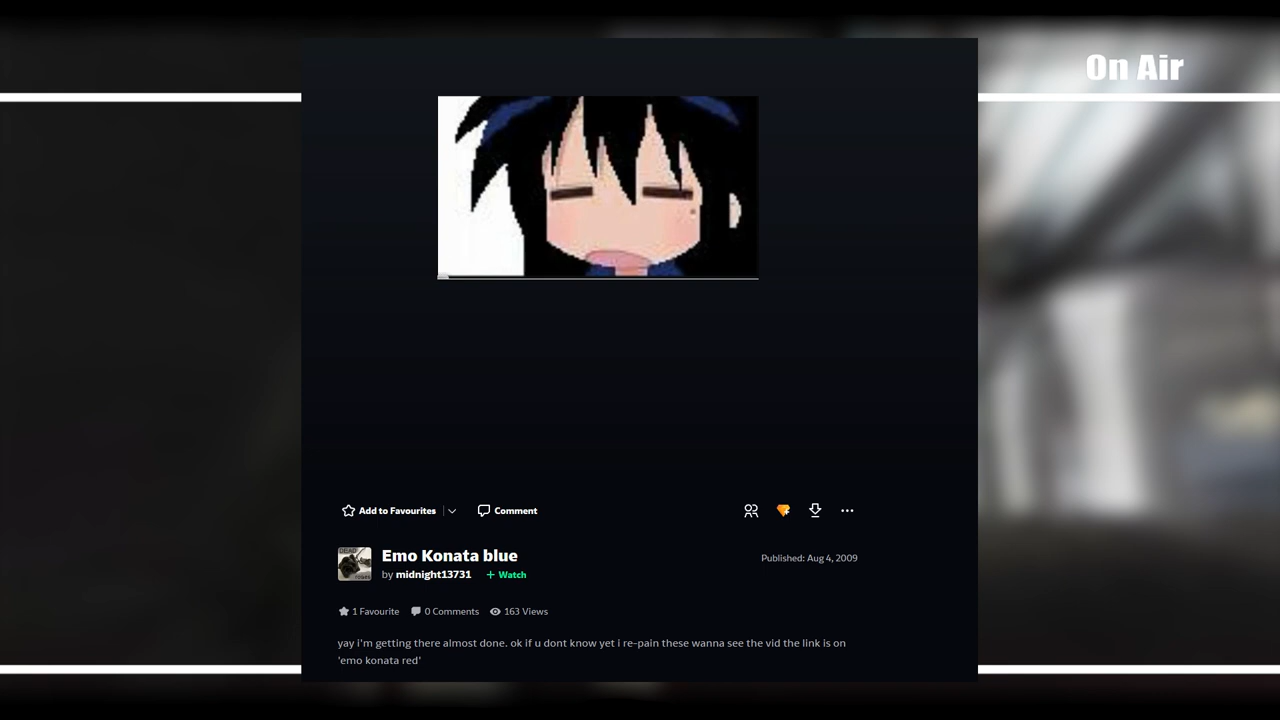 On Air
Add to Favourites
Comment
Emo Konata blue
by midnight13731 + Watch
Published: Aug 4, 2009
1 Favourite 0 Comments 163 Views
yay i'm getting there almost done. ok if u dont know yet i re-pain these wanna see the vid the link is on
'emo konata red'